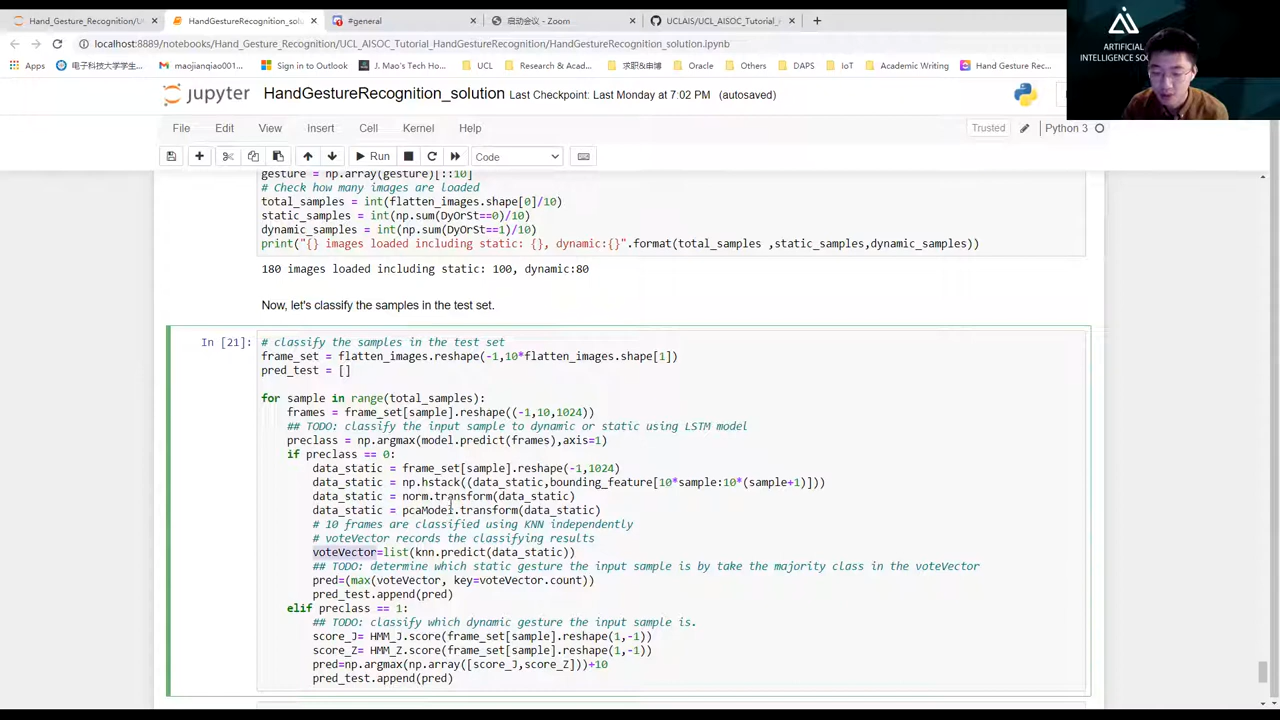 Hand_Gesture_Recognition/U
HandGestureRecognition_solu
#general
启动会议 - Zoom
UCLAIS/UCL_AISOC_Tutorial_H
localhost:8889/notebooks/Hand_Gesture_Recognition/UCL_AISOC_Tutorial_HandGestureRecognition/HandGestureRecognition_solution.ipynb
Apps
电子科技大学学生...
maojianqiao001...
Sign in to Outlook
J. Mao's Tech Hom...
UCL
Research & Acade...
求职&申博
Oracle
Others
DAPS
IoT
Academic Writing
Hand Gesture Rec...
ARTIFICIAL
INTELLIGENCE SOC
jupyter HandGestureRecognition_solution Last Checkpoint: Last Monday at 7:02 PM (autosaved)
File Edit View Insert Cell Kernel Help
Trusted
Python 3
Run
Code
gesture = np.array(gesture)[::10]
# Check how many images are loaded
total_samples = int(flatten_images.shape[0]/10)
static_samples = int(np.sum(DyOrSt==0)/10)
dynamic_samples = int(np.sum(DyOrSt==1)/10)
print("{} images loaded including static: {}, dynamic:{}".format(total_samples ,static_samples,dynamic_samples))
180 images loaded including static: 100, dynamic:80
Now, let's classify the samples in the test set.
In [21]:
# classify the samples in the test set
frame_set = flatten_images.reshape(-1,10*flatten_images.shape[1])
pred_test = []
for sample in range(total_samples):
frames = frame_set[sample].reshape((-1,10,1024))
## TODO: classify the input sample to dynamic or static using LSTM model
preclass = np.argmax(model.predict(frames),axis=1)
if preclass == 0:
data_static = frame_set[sample].reshape(-1,1024)
data_static = np.hstack((data_static,bounding_feature[10*sample:10*(sample+1)]))
data_static = norm.transform(data_static)
data_static = pcaModel.transform(data_static)
# 10 frames are classified using KNN independently
# voteVector records the classifying results
voteVector=list(knn.predict(data_static))
## TODO: determine which static gesture the input sample is by take the majority class in the voteVector
pred=(max(voteVector, key=voteVector.count))
pred_test.append(pred)
elif preclass == 1:
## TODO: classify which dynamic gesture the input sample is.
score_J= HMM_J.score(frame_set[sample].reshape(1,-1))
score_Z= HMM_Z.score(frame_set[sample].reshape(1,-1))
pred=np.argmax(np.array([score_J,score_Z]))+10
pred_test.append(pred)